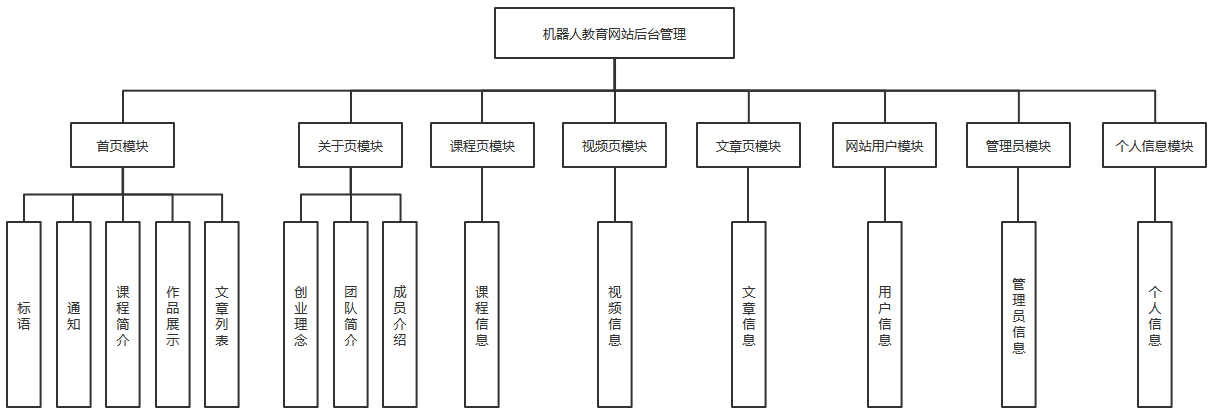 机器人教育网站后台管理
首页模块
关于页模块
课程页模块
视频页模块
文章页模块
网站用户模块
管理员模块
个人信息模块
标语
通知
课程简介
作品展示
文章列表
创业理念
团队简介
成员介绍
课程信息
视频信息
文章信息
用户信息
管理员信息
个人信息